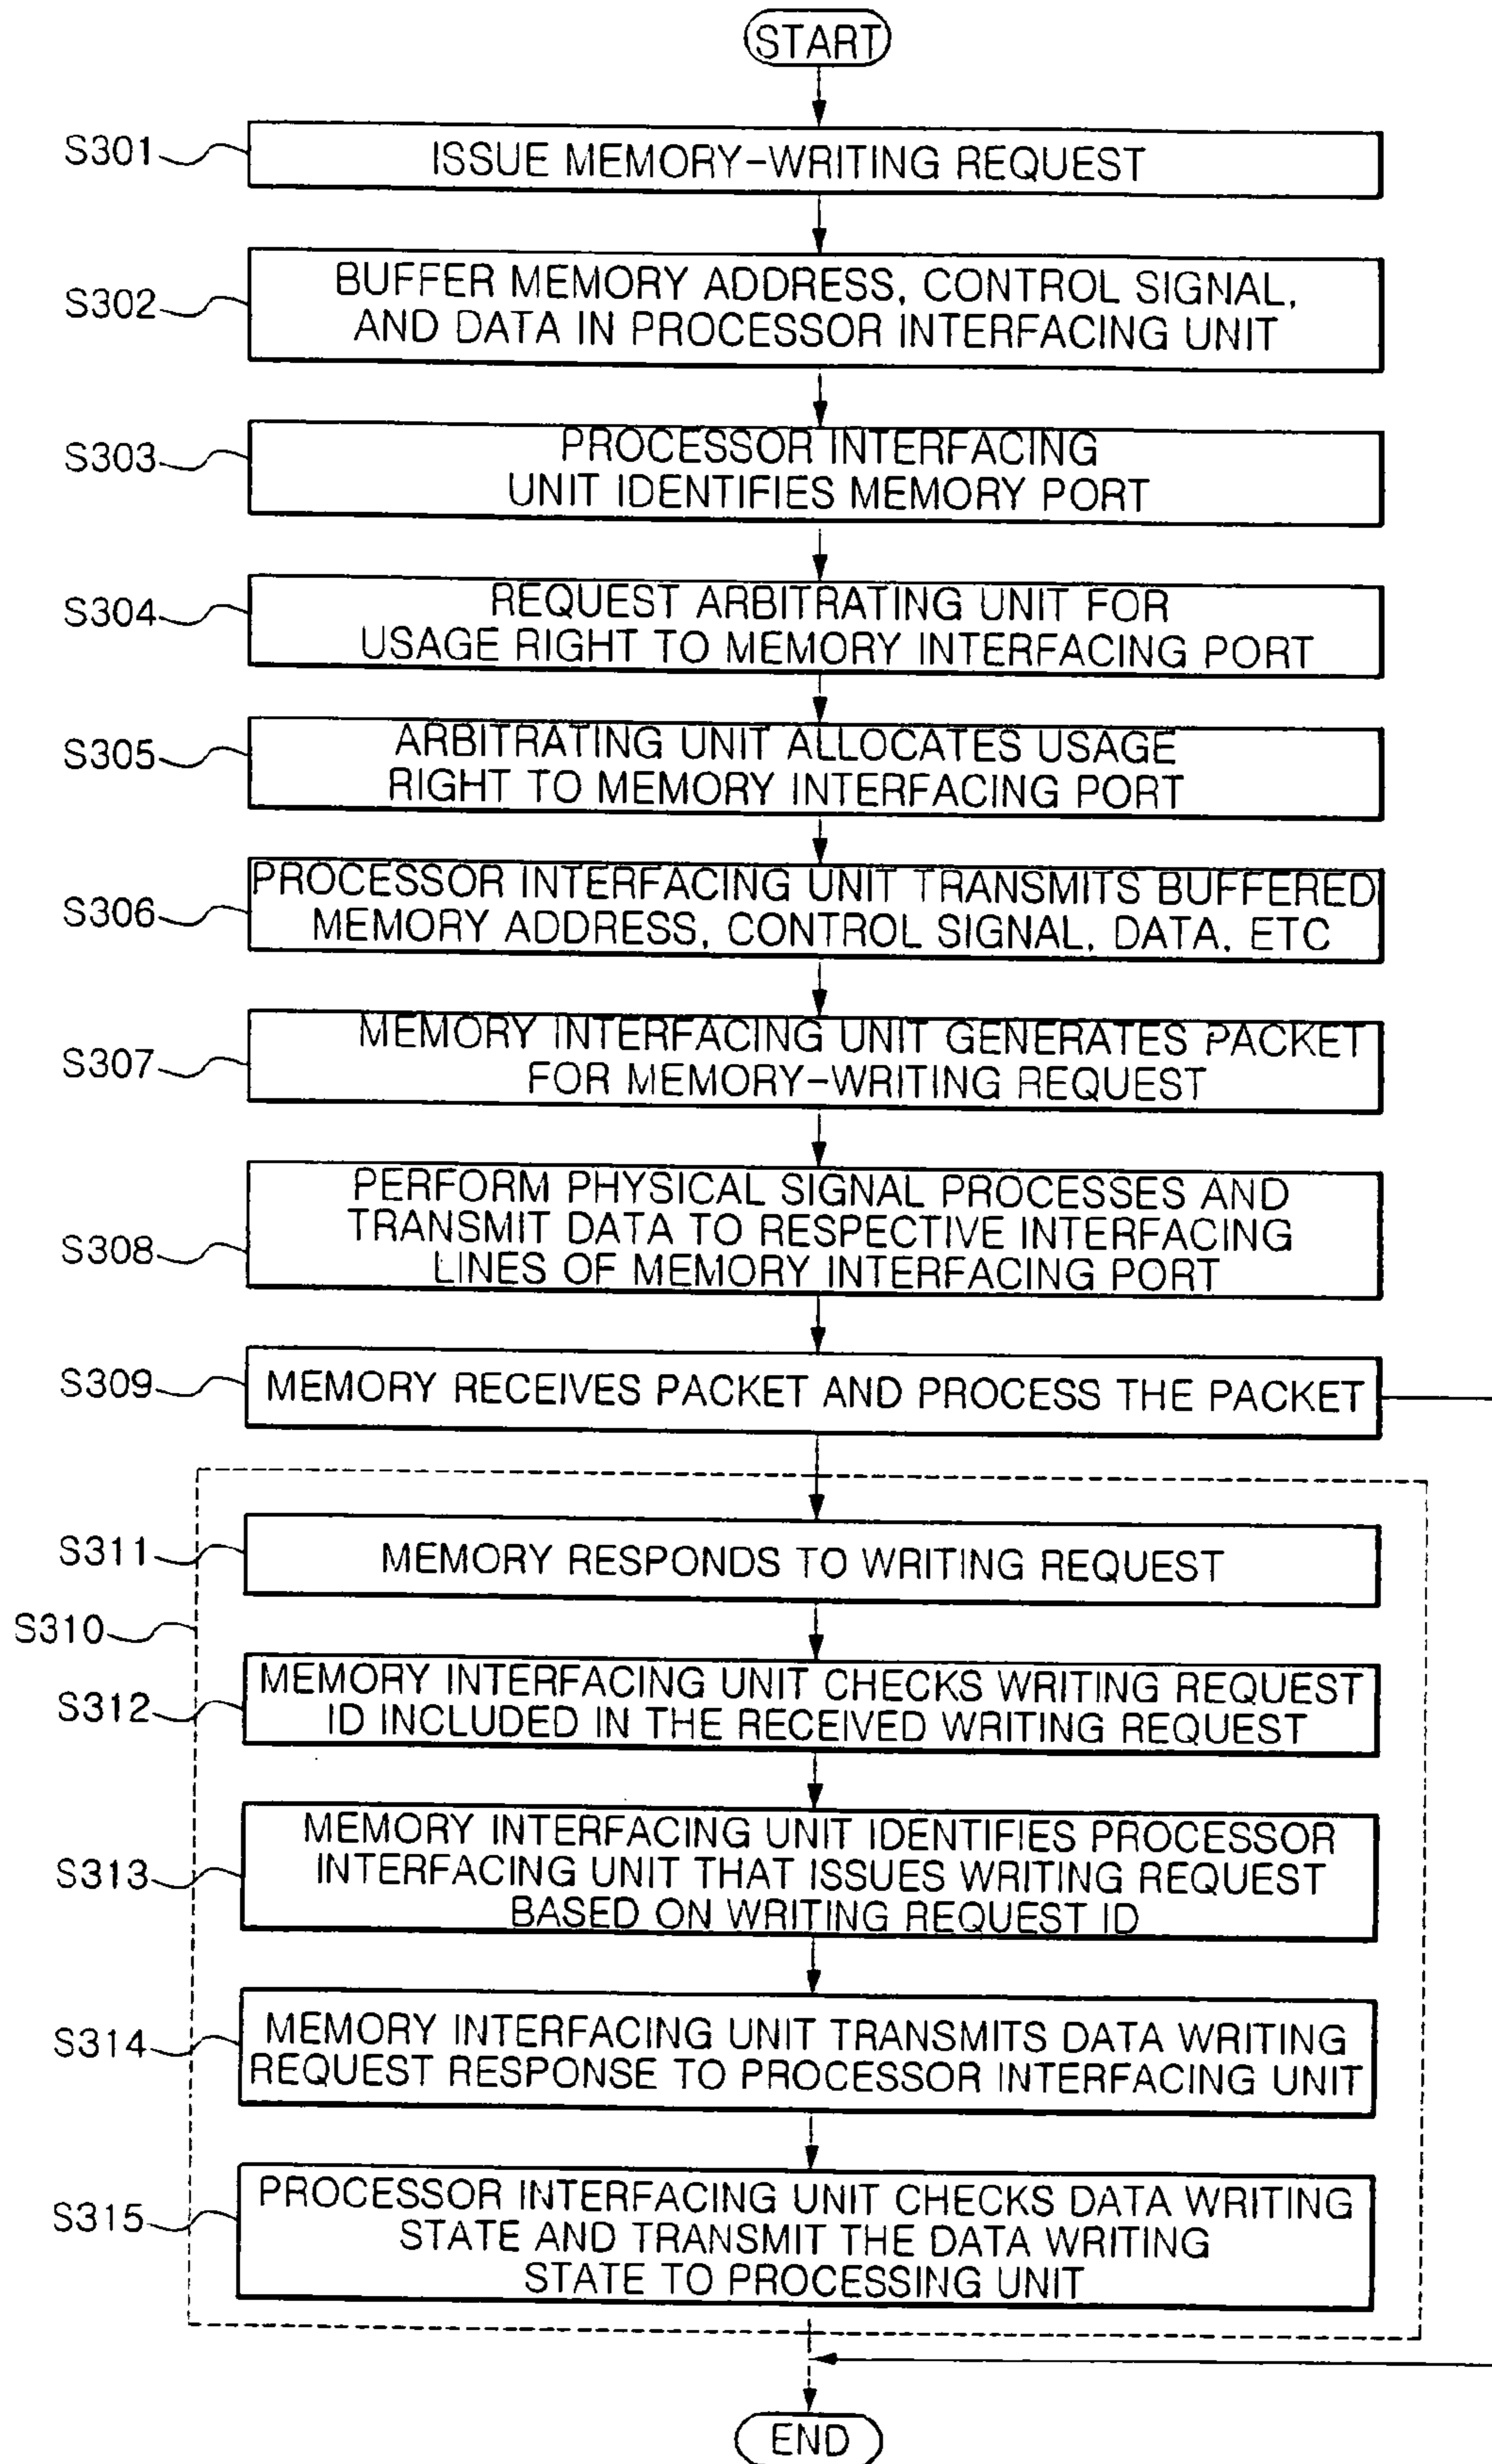 START
S301 ISSUE MEMORY-WRITING REQUEST
S302 BUFFER MEMORY ADDRESS, CONTROL SIGNAL,
AND DATA IN PROCESSOR INTERFACING UNIT
S303 PROCESSOR INTERFACING
UNIT IDENTIFIES MEMORY PORT
S304 REQUEST ARBITRATING UNIT FOR
USAGE RIGHT TO MEMORY INTERFACING PORT
S305 ARBITRATING UNIT ALLOCATES USAGE
RIGHT TO MEMORY INTERFACING PORT
S306 PROCESSOR INTERFACING UNIT TRANSMITS BUFFERED
MEMORY ADDRESS, CONTROL SIGNAL, DATA, ETC
S307 MEMORY INTERFACING UNIT GENERATES PACKET
FOR MEMORY-WRITING REQUEST
S308 PERFORM PHYSICAL SIGNAL PROCESSES AND
TRANSMIT DATA TO RESPECTIVE INTERFACING
LINES OF MEMORY INTERFACING PORT
S309 MEMORY RECEIVES PACKET AND PROCESS THE PACKET
S311 MEMORY RESPONDS TO WRITING REQUEST
S310
S312 MEMORY INTERFACING UNIT CHECKS WRITING REQUEST
ID INCLUDED IN THE RECEIVED WRITING REQUEST
S313 MEMORY INTERFACING UNIT IDENTIFIES PROCESSOR
INTERFACING UNIT THAT ISSUES WRITING REQUEST
BASED ON WRITING REQUEST ID
S314 MEMORY INTERFACING UNIT TRANSMITS DATA WRITING
REQUEST RESPONSE TO PROCESSOR INTERFACING UNIT
S315 PROCESSOR INTERFACING UNIT CHECKS DATA WRITING
STATE AND TRANSMIT THE DATA WRITING
STATE TO PROCESSING UNIT
END